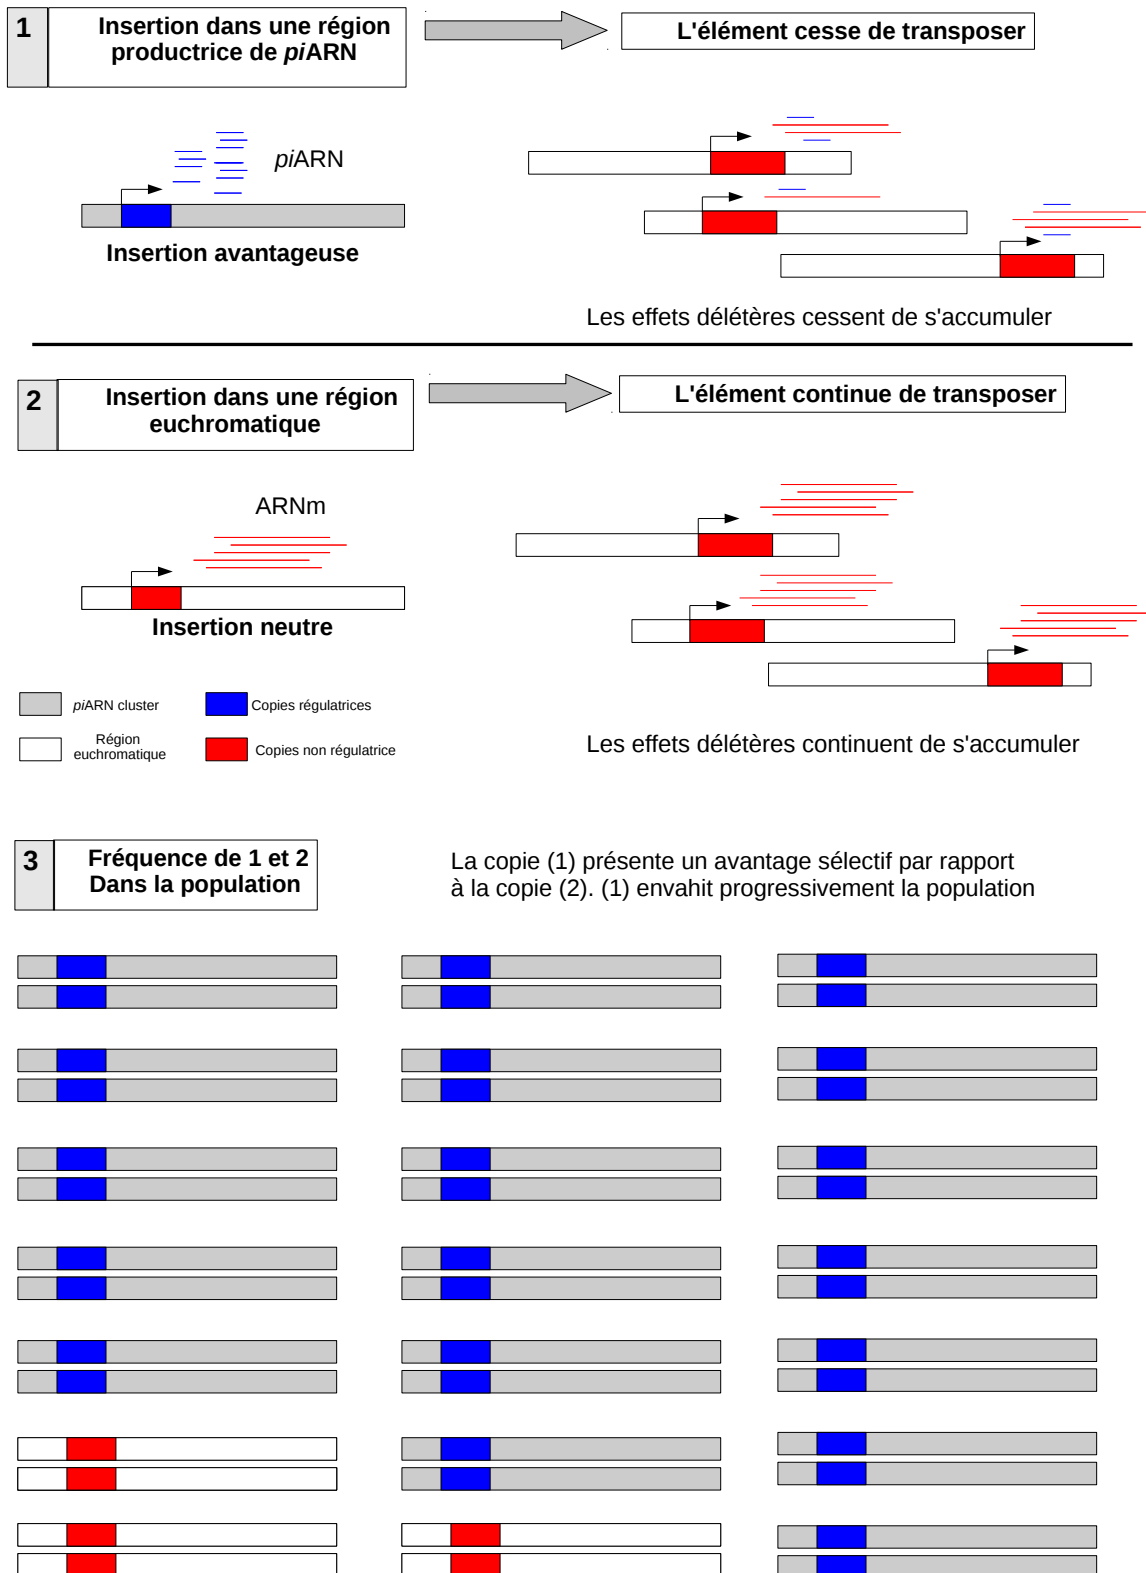 1
Insertion dans une région
productrice de piARN
L'élément cesse de transposer
piARN
Insertion avantageuse
Les effets délétères cessent de s'accumuler
2
Insertion dans une région
euchromatique
L'élément continue de transposer
ARNm
Insertion neutre
piARN cluster
Copies régulatrices
Région
euchromatique
Copies non régulatrice
Les effets délétères continuent de s'accumuler
3
Fréquence de 1 et 2
Dans la population
La copie (1) présente un avantage sélectif par rapport
à la copie (2). (1) envahit progressivement la population